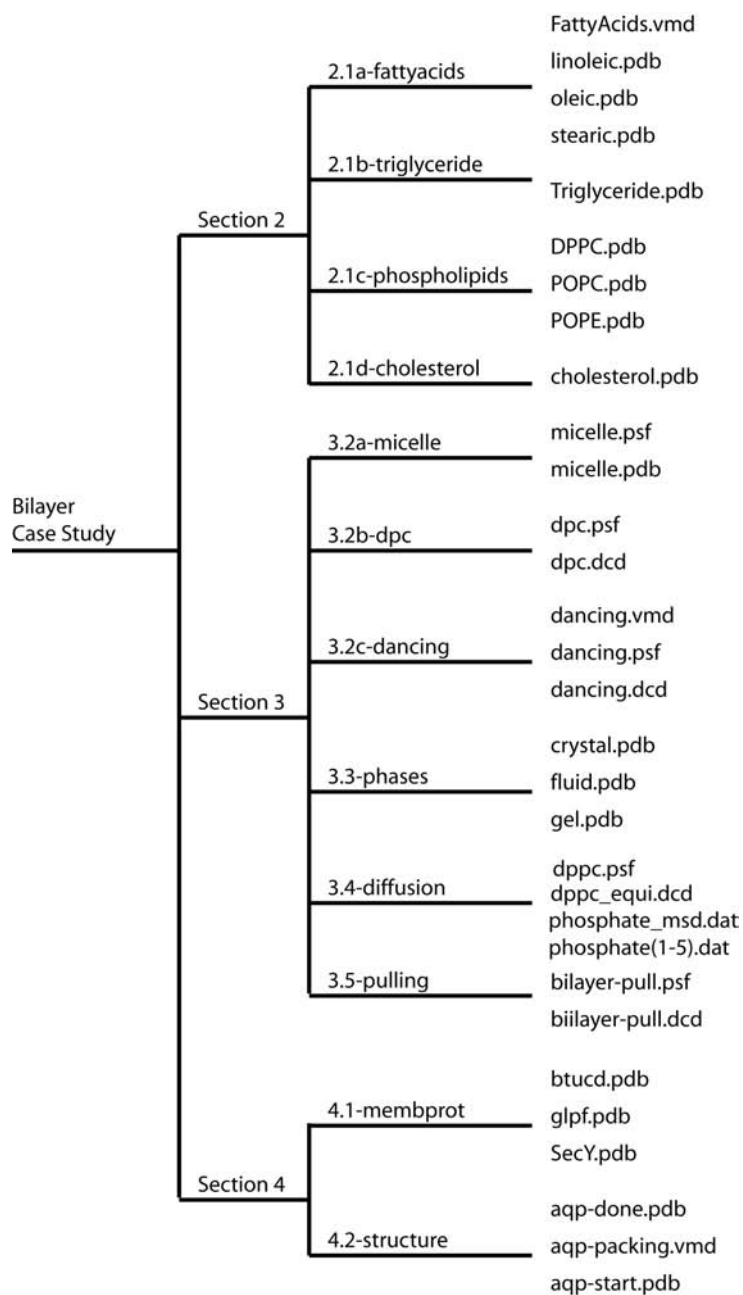 FattyAcids.vmd
linoleic.pdb
2.1a-fattyacids
oleic.pdb
stearic.pdb
2.1b-triglyceride
Triglyceride.pdb
Section 2
DPPC.pdb
2.1c-phospholipids
POPC.pdb
POPE.pdb
2.1d-cholesterol
cholesterol.pdb
3.2a-micelle
micelle.psf
micelle.pdb
Bilayer
Case Study
3.2b-dpc
dpc.psf
dpc.dcd
dancing.vmd
3.2c-dancing
dancing.psf
dancing.dcd
Section 3
crystal.pdb
3.3-phases
fluid.pdb
gel.pdb
dppc.psf
3.4-diffusion
dppc_equi.dcd
phosphate_msd.dat
phosphate(1-5).dat
3.5-pulling
bilayer-pull.psf
biilayer-pull.dcd
btucd.pdb
4.1-membprot
glpf.pdb
SecY.pdb
Section 4
aqp-done.pdb
4.2-structure
aqp-packing.vmd
aqp-start.pdb